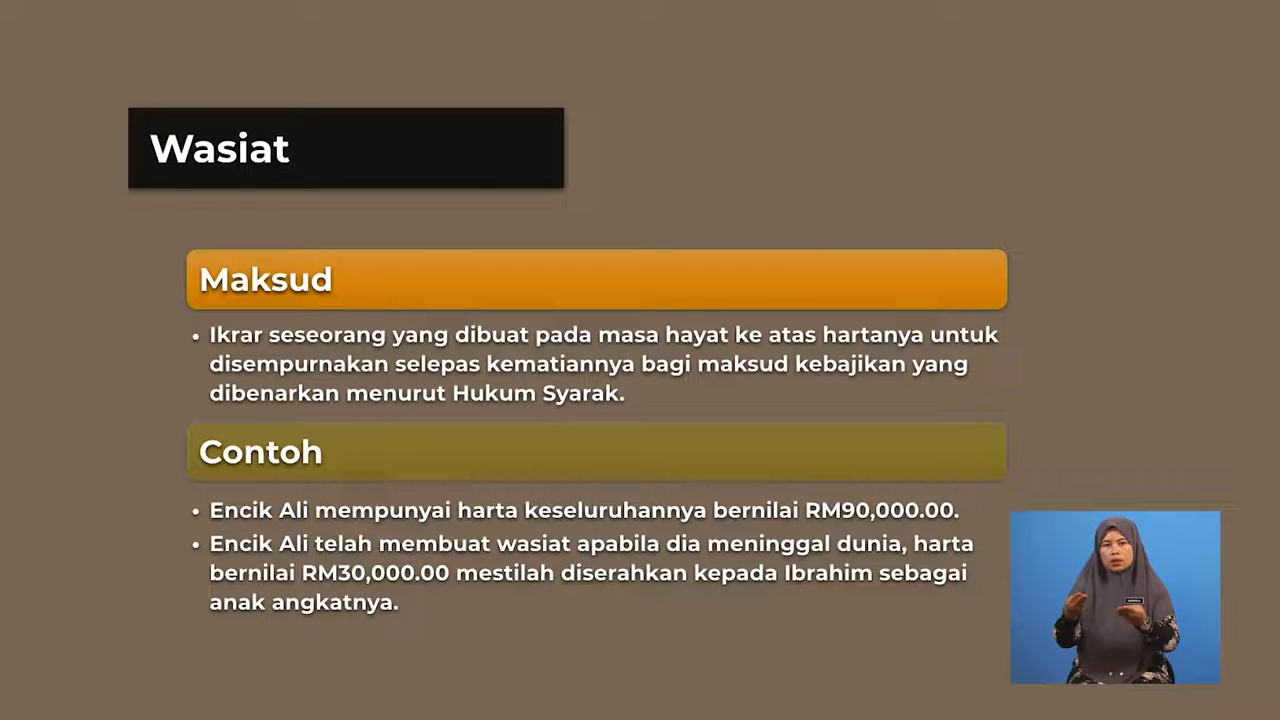 Wasiat
Maksud
• Ikrar seseorang yang dibuat pada masa hayat ke atas hartanya untuk
disempurnakan selepas kematiannya bagi maksud kebajikan yang
dibenarkan menurut Hukum Syarak.
Contoh
• Encik Ali mempunyai harta keseluruhannya bernilai RM90,000.00.
• Encik Ali telah membuat wasiat apabila dia meninggal dunia, harta
bernilai RM30,000.00 mestilah diserahkan kepada Ibrahim sebagai
anak angkatnya.